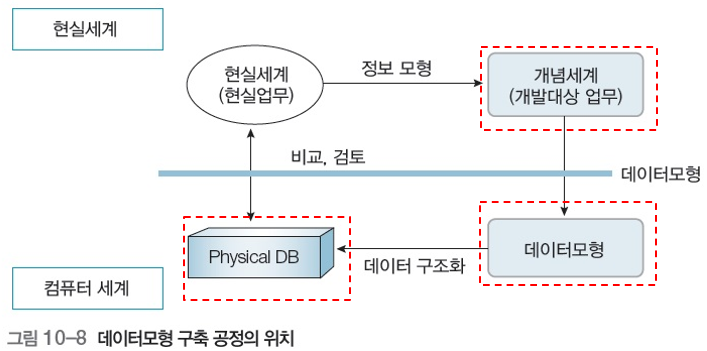 현실세계
현실세계
(현실업무)
정보 모형
개념세계
(개발대상 업무)
비교, 검토
데이터모형
Physical DB
데이터 구조화
데이터모형
컴퓨터 세계
그림 10-8 데이터모형 구축 공정의 위치